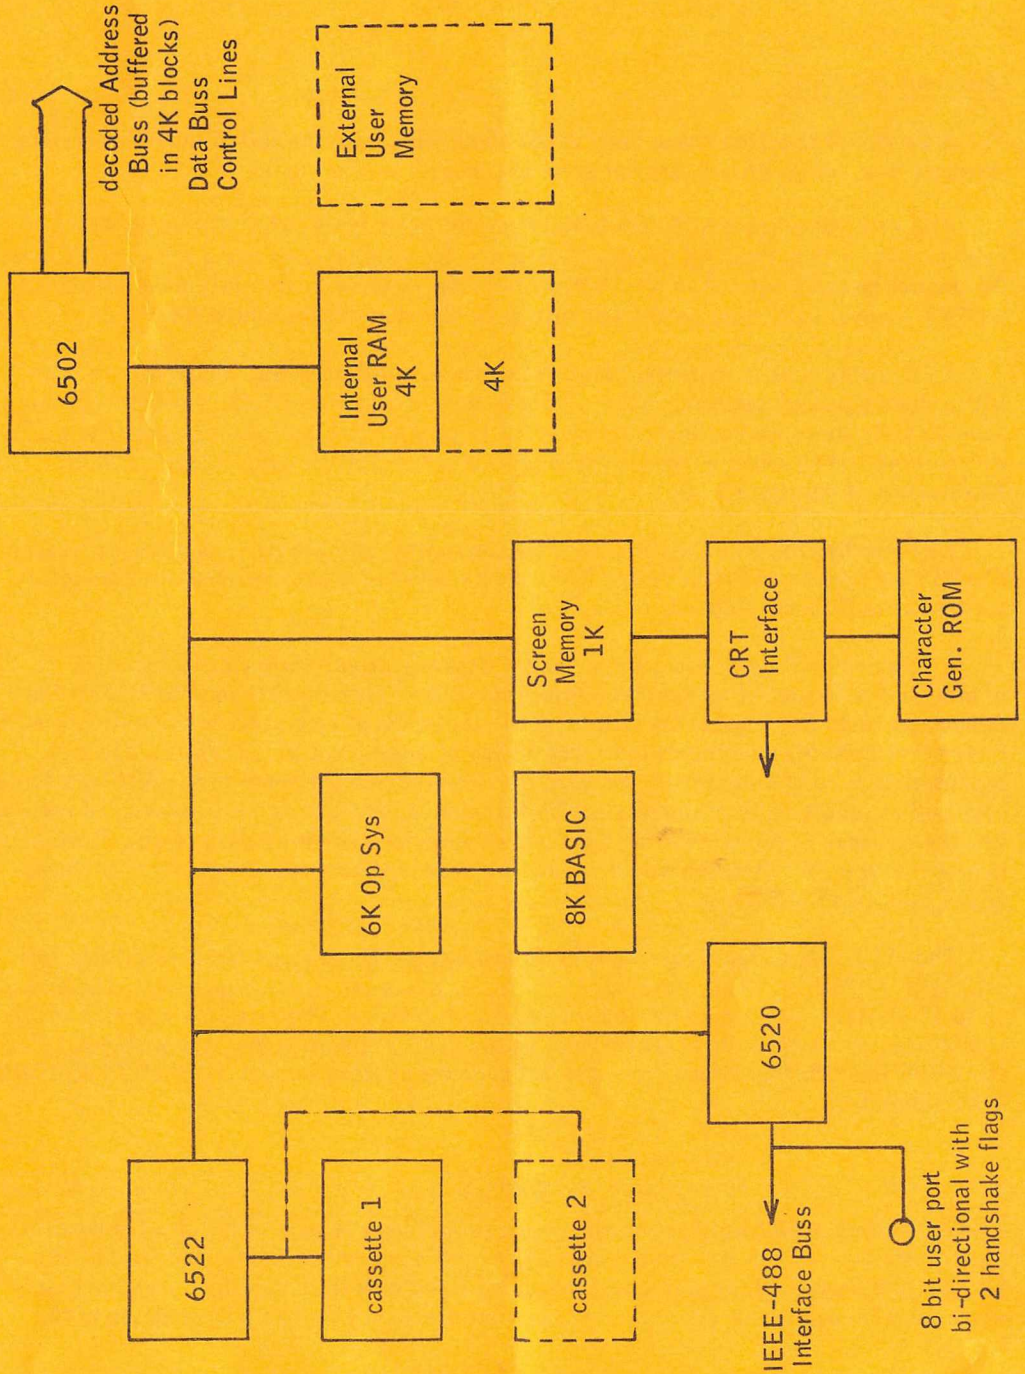 6522
cassette 1
cassette 2
IEEE-488
Interface Buss
8 bit user port
bi-directional with
2 handshake flags
6520
6K Op Sys
8K BASIC
Screen
Memory
1K
CRT
Interface
Character
Gen. ROM
6502
Internal
User RAM
4K
4K
decoded Address
Buss (buffered
in 4K blocks)
Data Buss
Control Lines
External
User
Memory